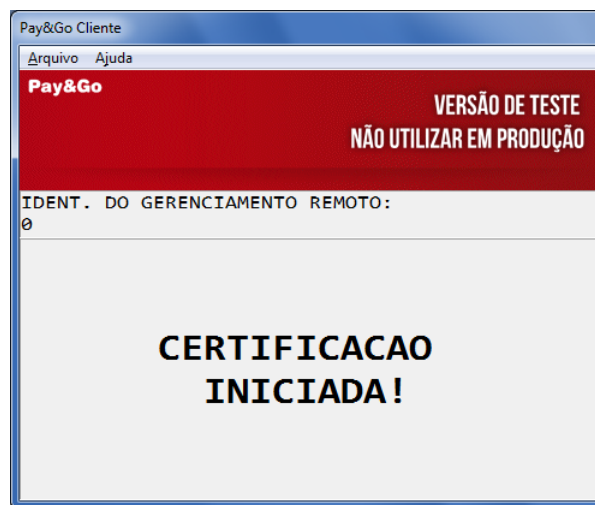 Pay&Go Cliente
Arquivo Ajuda
Pay&Go
VERSÃO DE TESTE
NÃO UTILIZAR EM PRODUÇÃO
IDENT. DO GERENCIAMENTO REMOTO:
0
CERTIFICACAO
INICIADA!